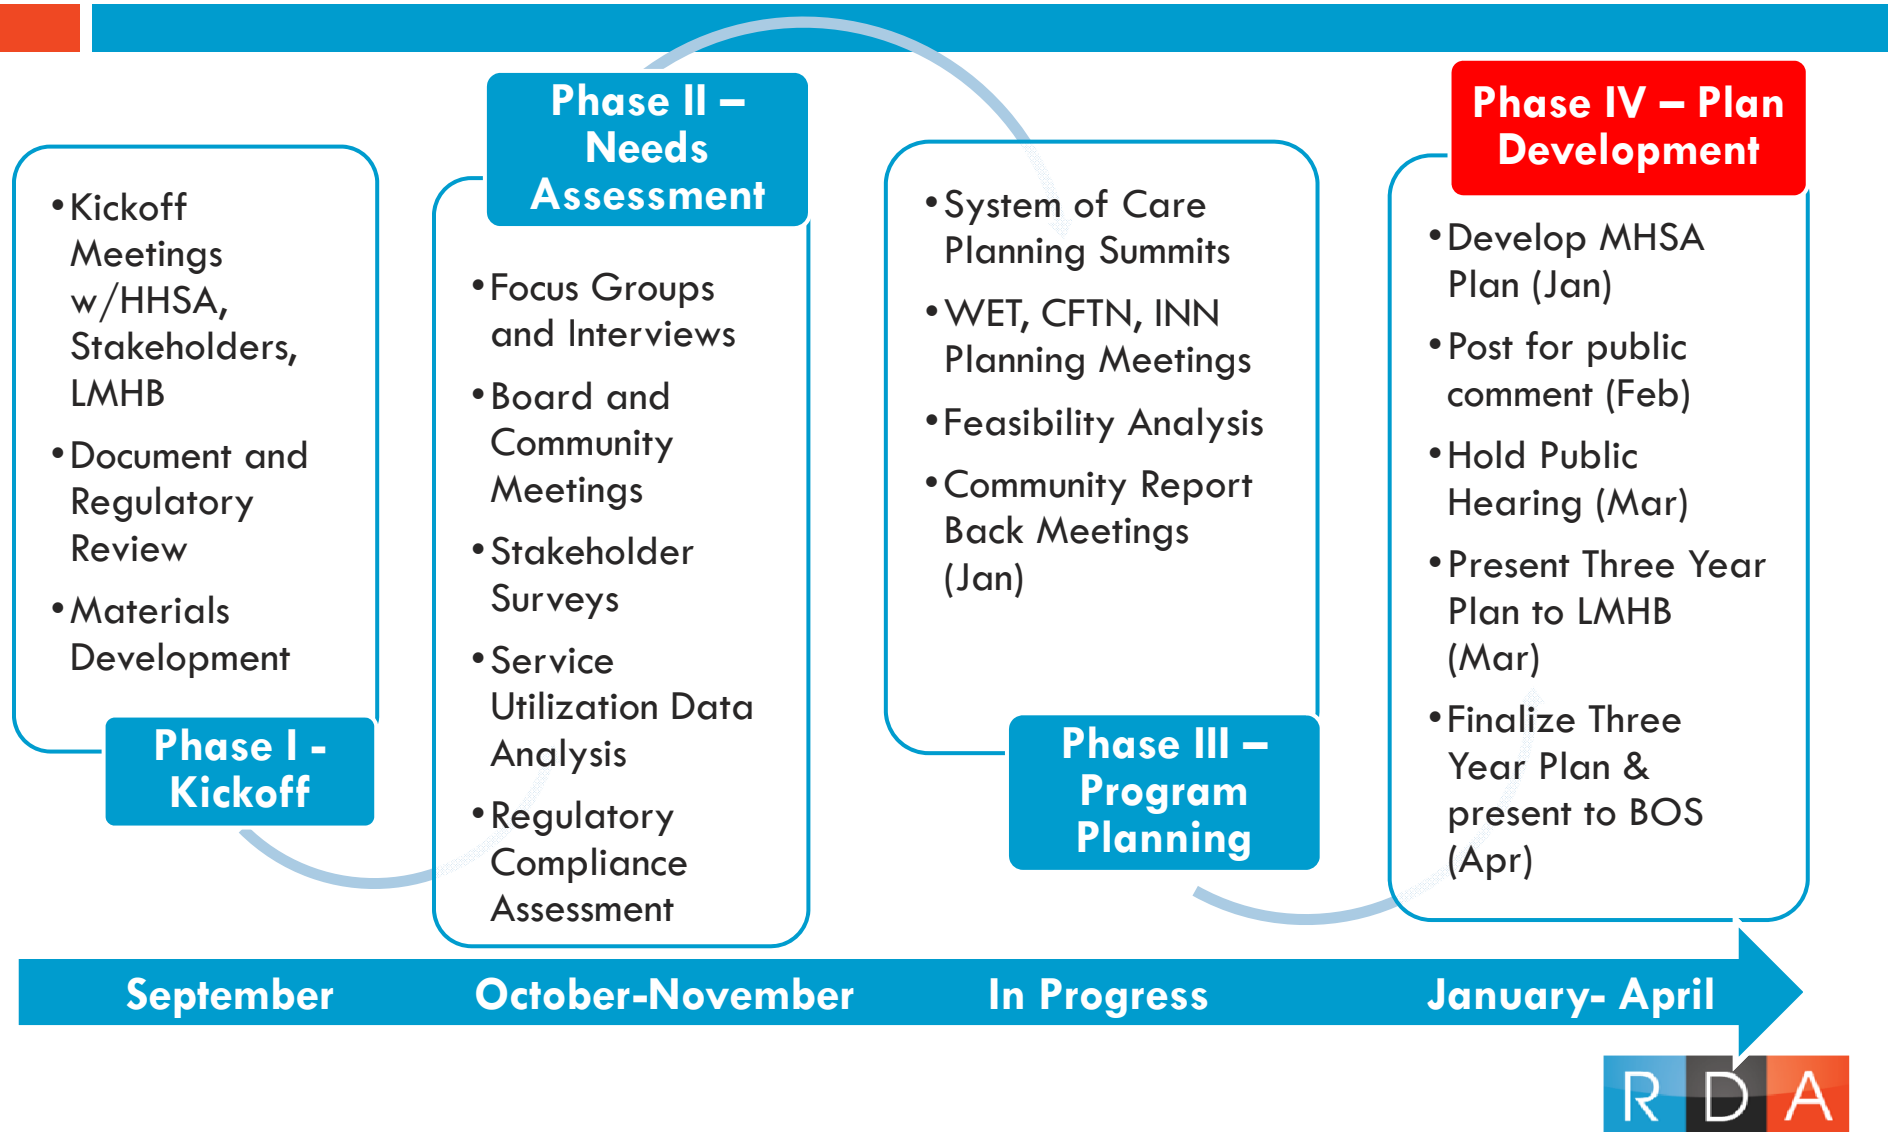 •Kickoff
Meetings
w/HHSA,
Stakeholders,
LMHB
•Document and
Regulatory
Review
•Materials
Development
Phase I -
Kickoff
Phase II –
Needs
Assessment
•Focus Groups
and Interviews
•Board and
Community
Meetings
•Stakeholder
Surveys
•Service
Utilization Data
Analysis
•Regulatory
Compliance
Assessment
•System of Care
Planning Summits
•WET, CFTN, INN
Planning Meetings
•Feasibility Analysis
•Community Report
Back Meetings
(Jan)
Phase III –
Program
Planning
Phase IV – Plan
Development
•Develop MHSA
Plan (Jan)
•Post for public
comment (Feb)
•Hold Public
Hearing (Mar)
•Present Three Year
Plan to LMHB
(Mar)
•Finalize Three
Year Plan &
present to BOS
(Apr)
September
October-November
In Progress
January- April
RDA